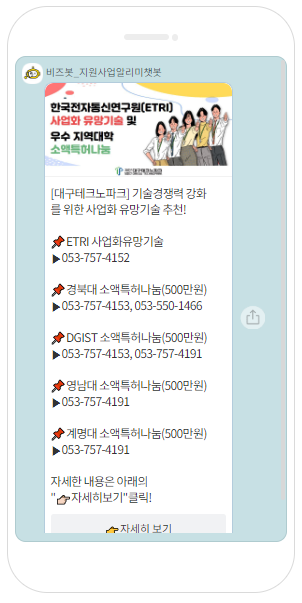 비즈봇_지원사업알리미챗봇
한국전자통신연구원(ETRI)
사업화 유망기술 및
우수 지역대학
소액특허나눔
[대구테크노파크] 기술경쟁력 강화
를 위한 사업화 유망기술 추천!
📌ETRI 사업화유망기술
▶053-757-4152
📌경북대 소액특허나눔(500만원)
▶053-757-4153, 053-550-1466
📌DGIST 소액특허나눔(500만원)
▶053-757-4153, 053-757-4191
📌영남대 소액특허나눔(500만원)
▶053-757-4191
📌계명대 소액특허나눔(500만원)
▶053-757-4191
자세한 내용은 아래의
"👉자세히보기"클릭!
👉자세히 보기